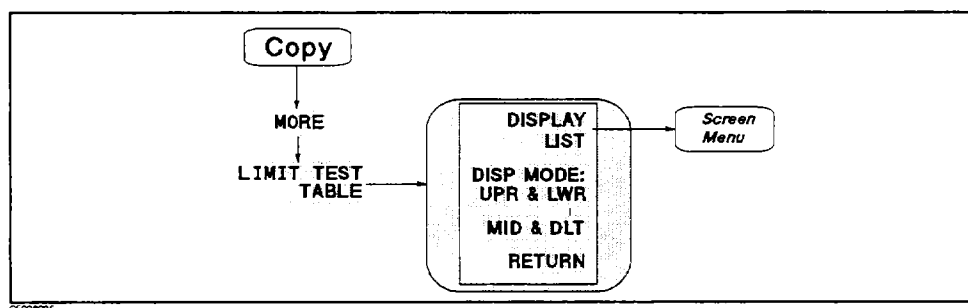 Copy
MORE
LIMIT TEST
TABLE
DISPLAY
LIST
DISP MODE:
UPR & LWR
MID & DLT
RETURN
Screen
Menu